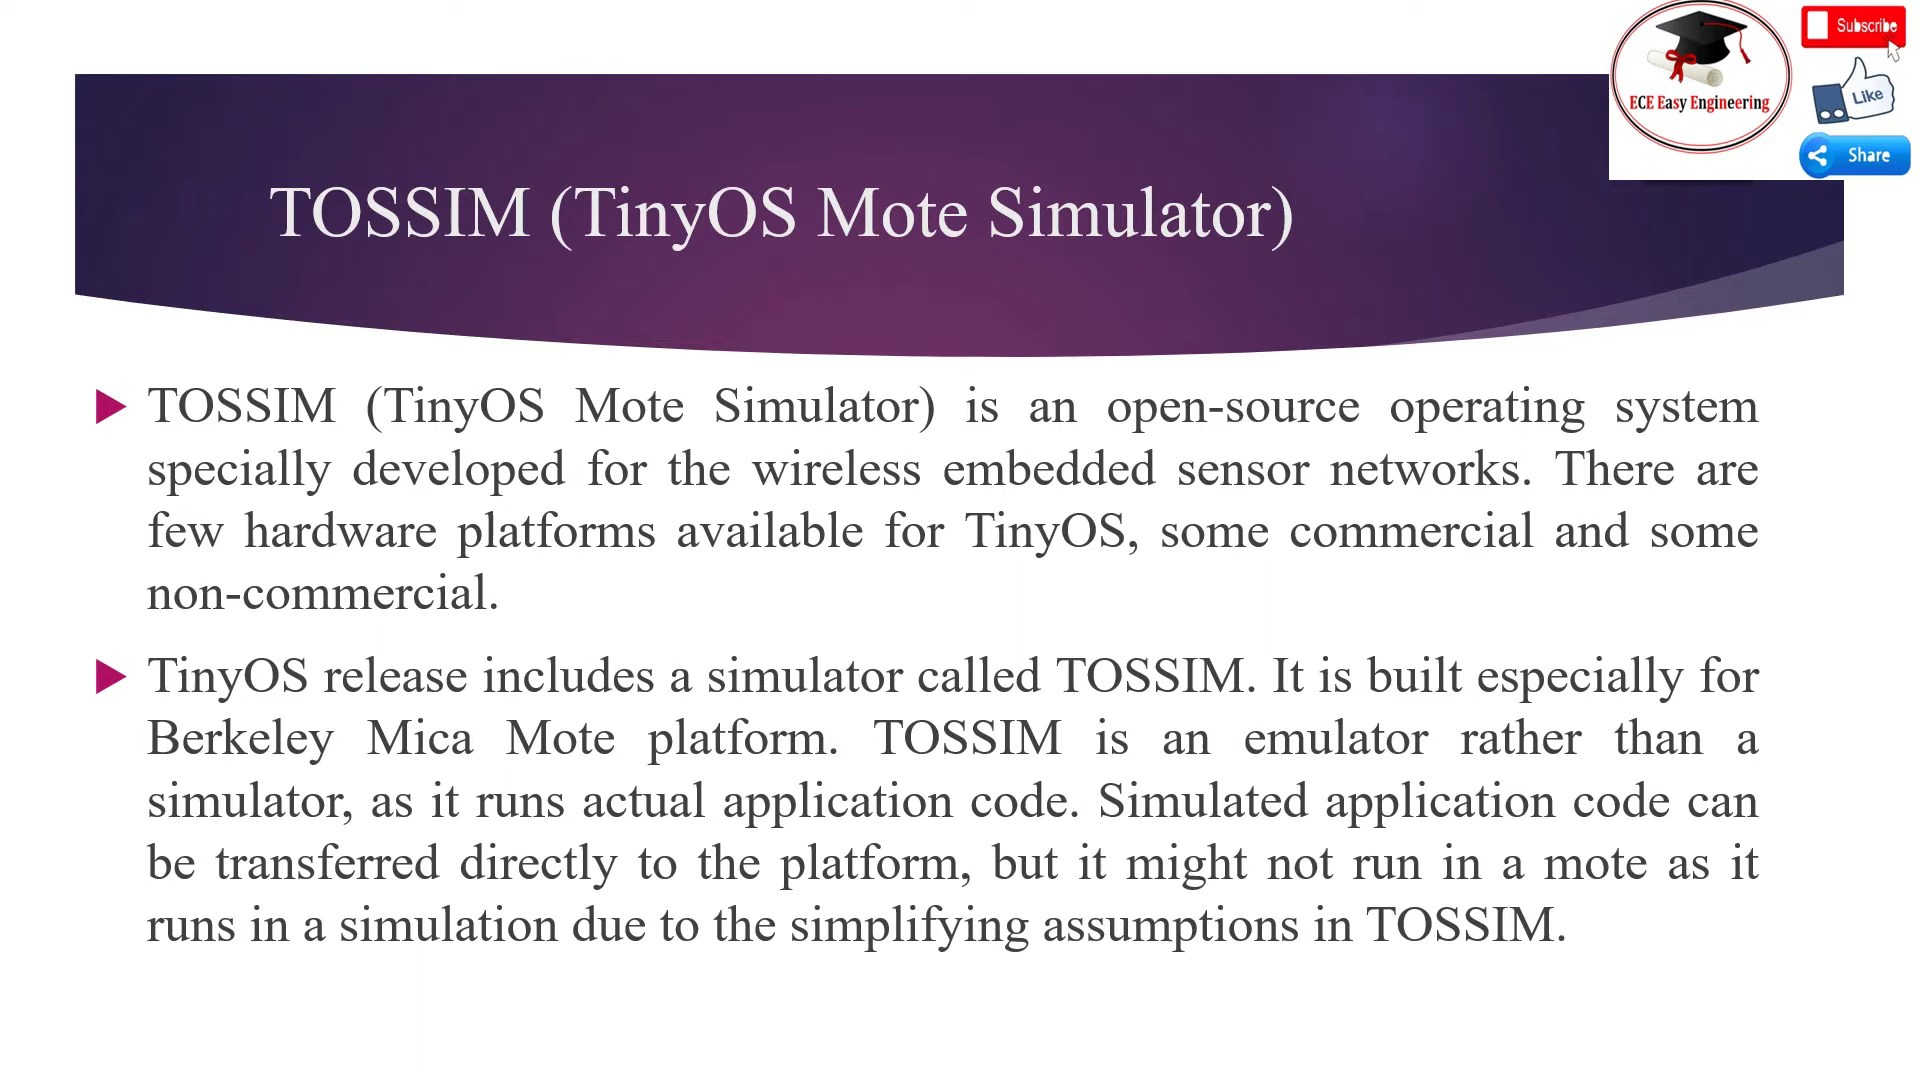 Subscribe
ECE Easy Engineering
Like
Share
TOSSIM (TinyOS Mote Simulator)
TOSSIM (TinyOS Mote Simulator) is an open-source operating system
specially developed for the wireless embedded sensor networks. There are
few hardware platforms available for TinyOS, some commercial and some
non-commercial.
TinyOS release includes a simulator called TOSSIM. It is built especially for
Berkeley Mica Mote platform. TOSSIM is an emulator rather than a
simulator, as it runs actual application code. Simulated application code can
be transferred directly to the platform, but it might not run in a mote as it
runs in a simulation due to the simplifying assumptions in TOSSIM.